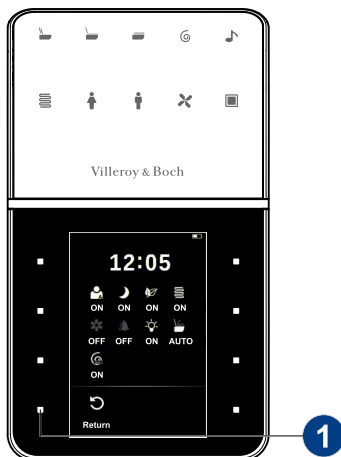 Villeroy & Boch
12:05
ON ON ON ON
OFF OFF ON AUTO
ON
Return
1